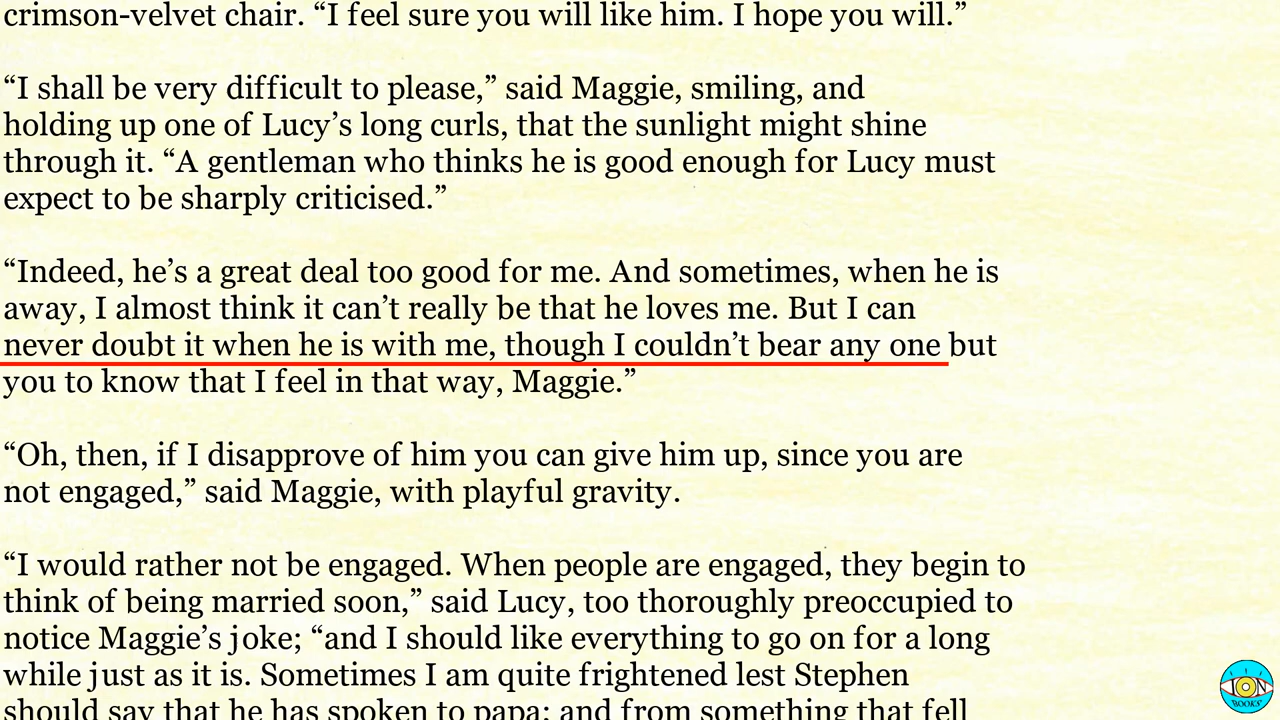 crimson-velvet chair. “I feel sure you will like him. I hope you will.”
“I shall be very difficult to please,” said Maggie, smiling, and
holding up one of Lucy’s long curls, that the sunlight might shine
through it. “A gentleman who thinks he is good enough for Lucy must
expect to be sharply criticised.”
“Indeed, he’s a great deal too good for me. And sometimes, when he is
away, I almost think it can’t really be that he loves me. But I can
never doubt it when he is with me, though I couldn’t bear any one but
you to know that I feel in that way, Maggie.”
“Oh, then, if I disapprove of him you can give him up, since you are
not engaged,” said Maggie, with playful gravity.
“I would rather not be engaged. When people are engaged, they begin to
think of being married soon,” said Lucy, too thoroughly preoccupied to
notice Maggie’s joke; “and I should like everything to go on for a long
while just as it is. Sometimes I am quite frightened lest Stephen
should say that he has spoken to papa; and from something that fell
ION
BOOKS